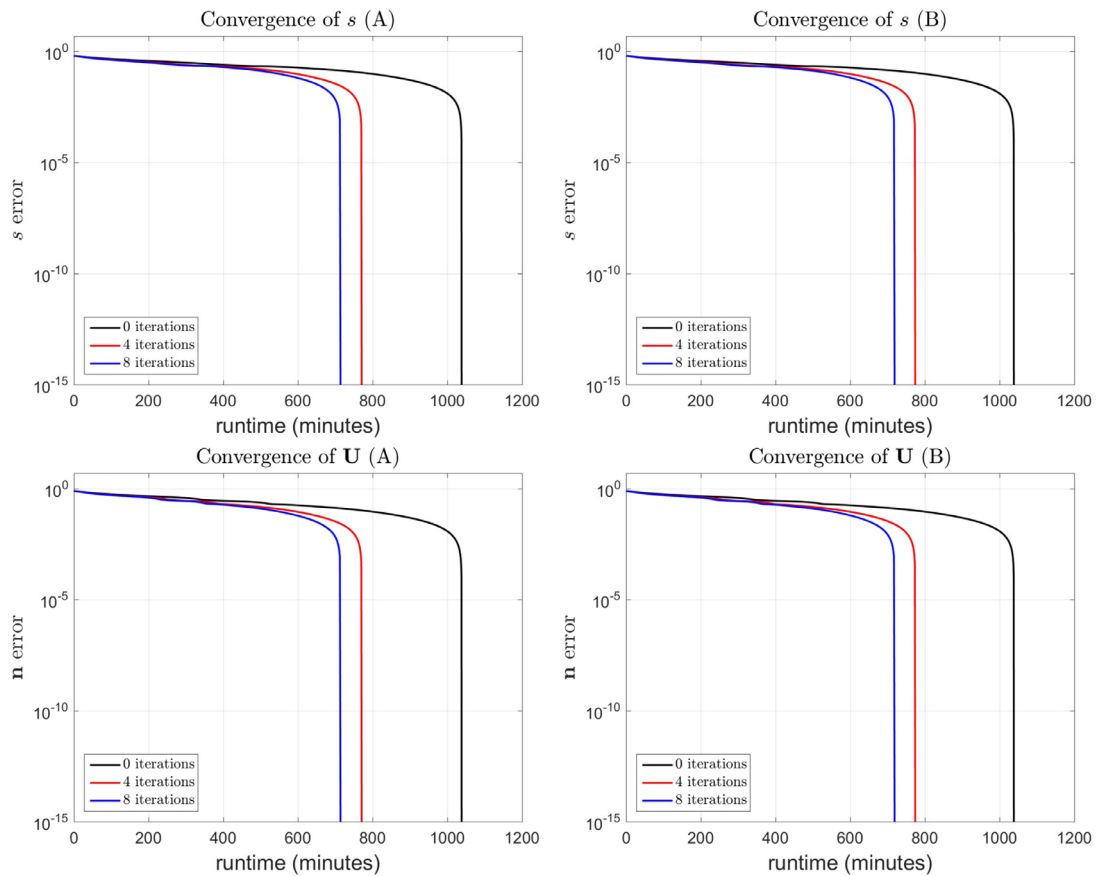 Convergence of s (A)
10^0
10^-5
10^-10
10^-15
s error
0 iterations
4 iterations
8 iterations
0 200 400 600 800 1000 1200
runtime (minutes)
Convergence of s (B)
10^0
10^-5
10^-10
10^-15
s error
0 iterations
4 iterations
8 iterations
0 200 400 600 800 1000 1200
runtime (minutes)
Convergence of U (A)
10^0
10^-5
10^-10
10^-15
n error
0 iterations
4 iterations
8 iterations
0 200 400 600 800 1000 1200
runtime (minutes)
Convergence of U (B)
10^0
10^-5
10^-10
10^-15
n error
0 iterations
4 iterations
8 iterations
0 200 400 600 800 1000 1200
runtime (minutes)